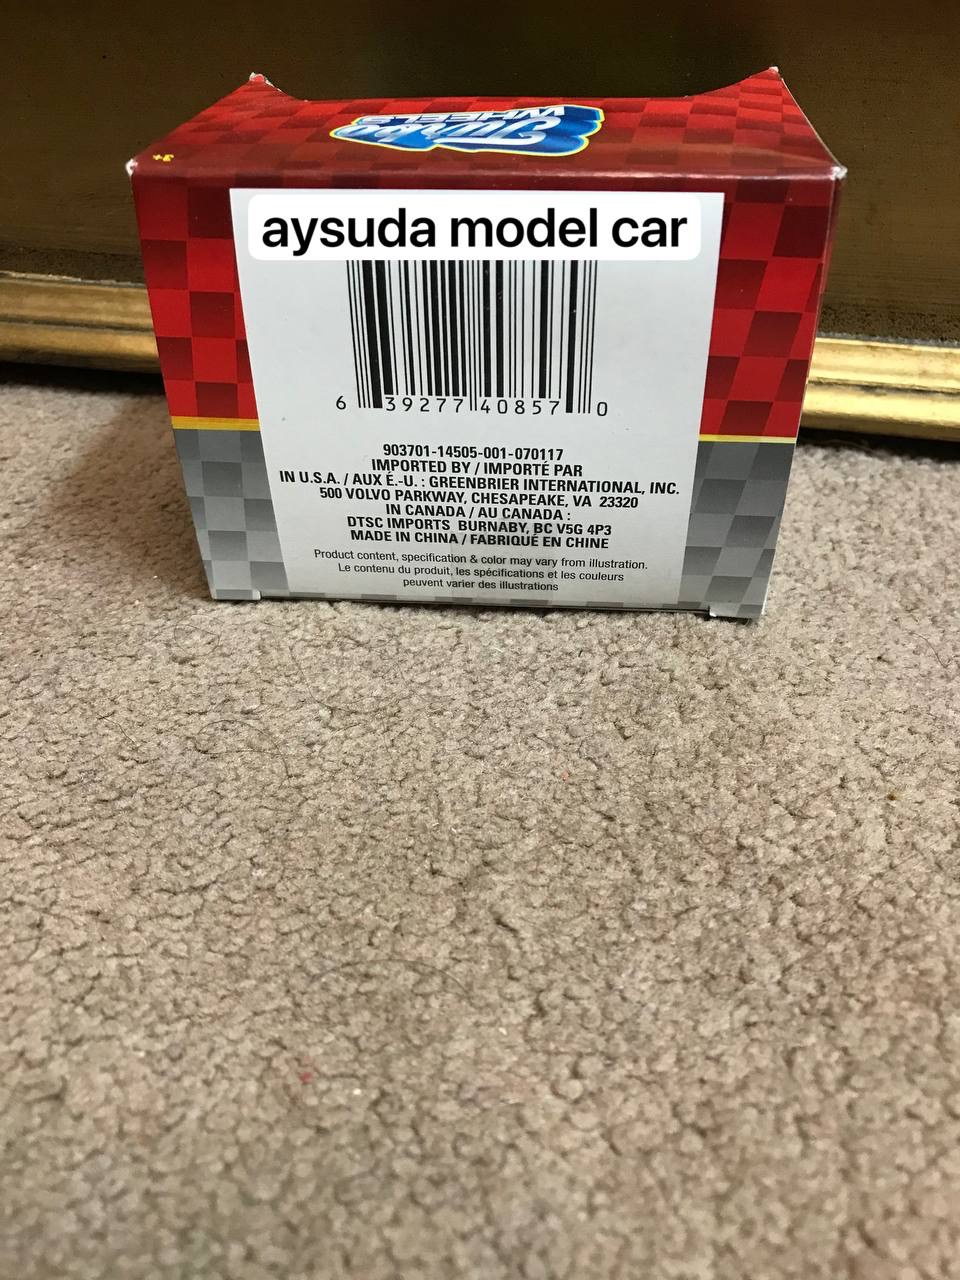 Turbo
WHEELS
3+
aysuda model car
6 39277 40857 0
903701-14505-001-070117
IMPORTED BY / IMPORTÉ PAR
IN U.S.A. / AUX É.-U. : GREENBRIER INTERNATIONAL, INC.
500 VOLVO PARKWAY, CHESAPEAKE, VA 23320
IN CANADA / AU CANADA :
DTSC IMPORTS BURNABY, BC V5G 4P3
MADE IN CHINA / FABRIQUÉ EN CHINE
Product content, specification & color may vary from illustration.
Le contenu du produit, les spécifications et les couleurs
peuvent varier des illustrations